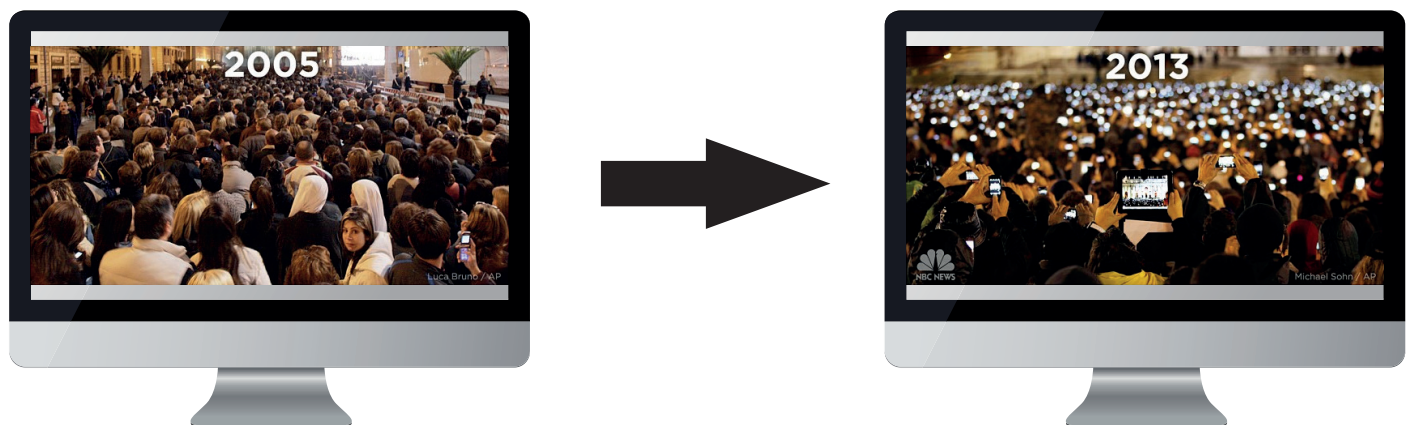 2005
Luca Bruno / AP
2013
NBC NEWS
Michael Sohn / AP